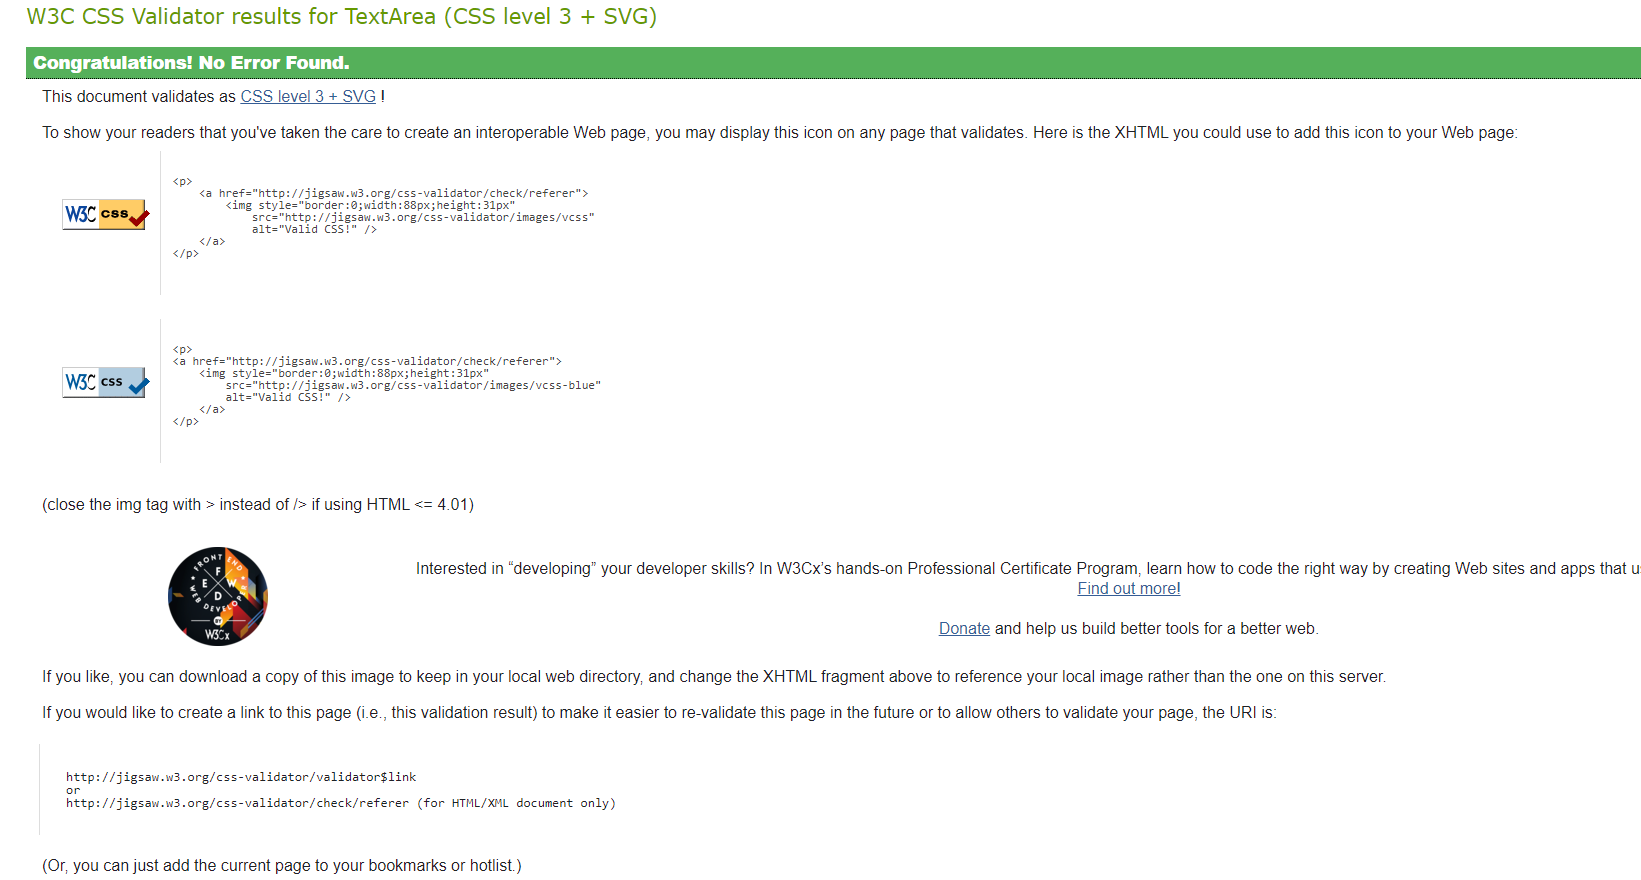 W3C CSS Validator results for TextArea (CSS level 3 + SVG)
Congratulations! No Error Found.
This document validates as CSS level 3 + SVG !
To show your readers that you've taken the care to create an interoperable Web page, you may display this icon on any page that validates. Here is the XHTML you could use to add this icon to your Web page:
W3C css
<p>
    <a href="http://jigsaw.w3.org/css-validator/check/referer">
        <img style="border:0;width:88px;height:31px"
            src="http://jigsaw.w3.org/css-validator/images/vcss"
            alt="Valid CSS!" />
    </a>
</p>
W3C css
<p>
<a href="http://jigsaw.w3.org/css-validator/check/referer">
    <img style="border:0;width:88px;height:31px"
        src="http://jigsaw.w3.org/css-validator/images/vcss-blue"
        alt="Valid CSS!" />
    </a>
</p>
(close the img tag with > instead of /> if using HTML <= 4.01)
FRONT END
F
E W
D
WEB DEVELOPER
BY
W3Cx
Interested in “developing” your developer skills? In W3Cx’s hands-on Professional Certificate Program, learn how to code the right way by creating Web sites and apps that
Find out more!
Donate and help us build better tools for a better web.
If you like, you can download a copy of this image to keep in your local web directory, and change the XHTML fragment above to reference your local image rather than the one on this server.
If you would like to create a link to this page (i.e., this validation result) to make it easier to re-validate this page in the future or to allow others to validate your page, the URI is:
http://jigsaw.w3.org/css-validator/validator$link
or
http://jigsaw.w3.org/css-validator/check/referer (for HTML/XML document only)
(Or, you can just add the current page to your bookmarks or hotlist.)